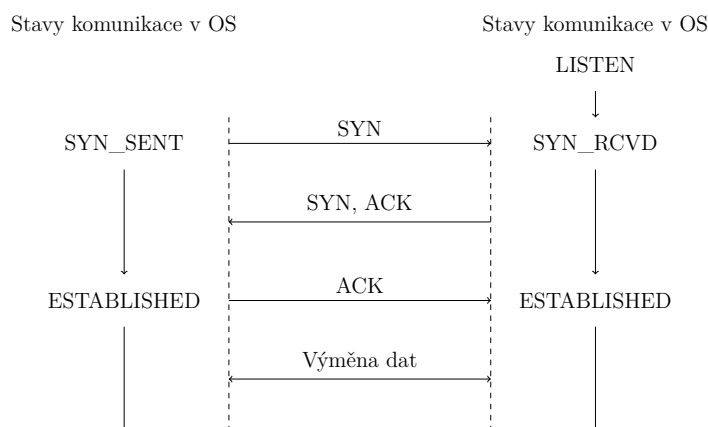 Stavy komunikace v OS
Stavy komunikace v OS
LISTEN
SYN_SENT
SYN
SYN_RCVD
SYN, ACK
ESTABLISHED
ACK
ESTABLISHED
Výměna dat